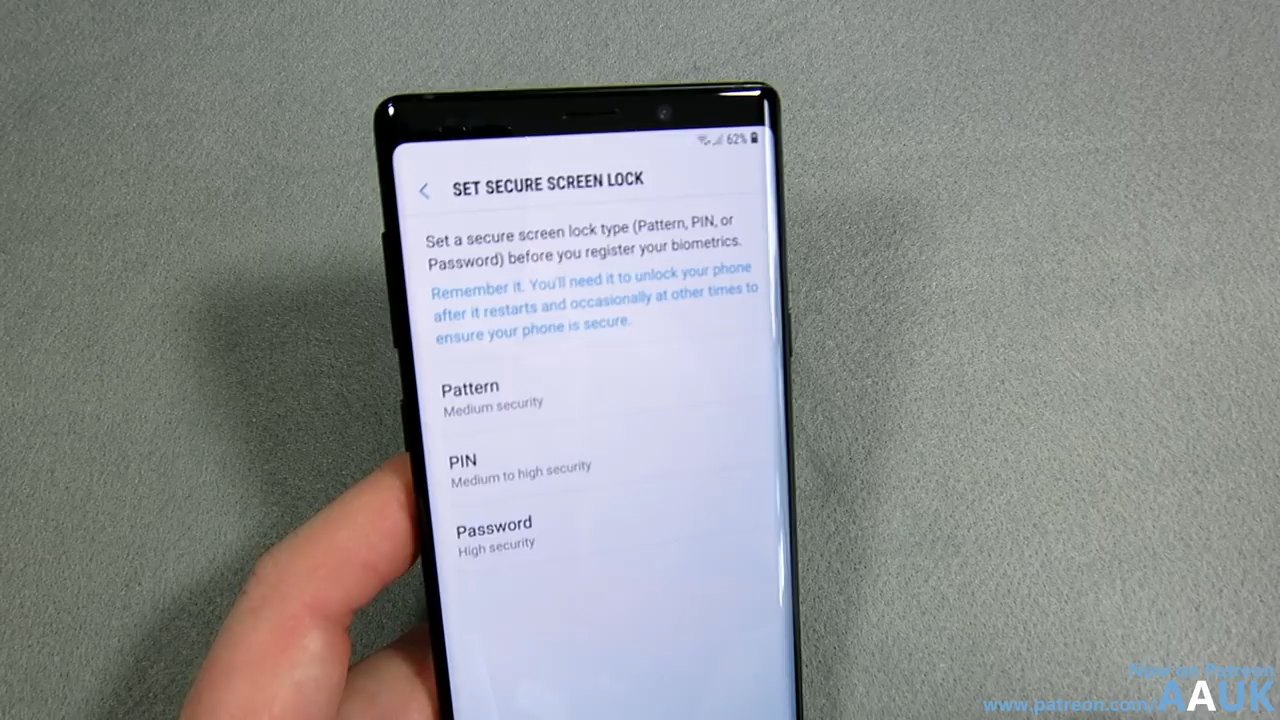 62%
SET SECURE SCREEN LOCK
Set a secure screen lock type (Pattern, PIN, or
Password) before you register your biometrics.
Remember it. You'll need it to unlock your phone
after it restarts and occasionally at other times to
ensure your phone is secure.
Pattern
Medium security
PIN
Medium to high security
Password
High security
Now on Patreon
www.patreon.com/AAUK